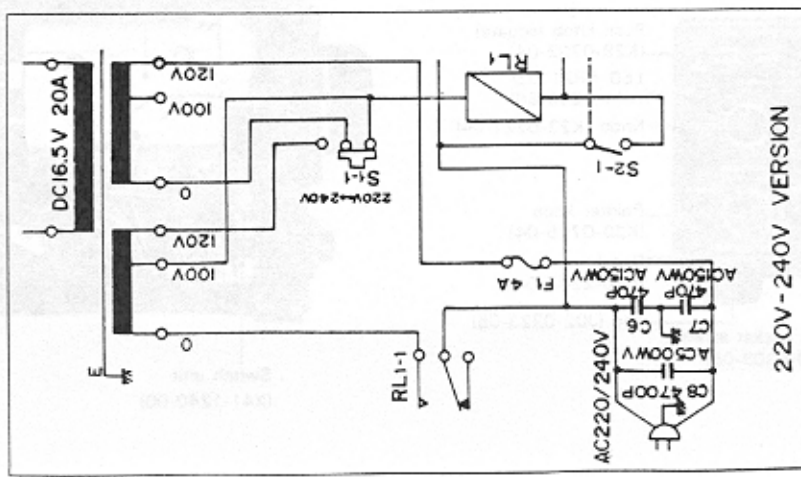 DC16.5V 20A
120V
100V
0
120V
100V
0
E
S1-1
220V↔240V
RL1
S2-1
RL1-1
F1 4A
C6 470P AC150WV
C7 470P AC150WV
C8 4700P AC500WV
AC220/240V
220V-240V VERSION